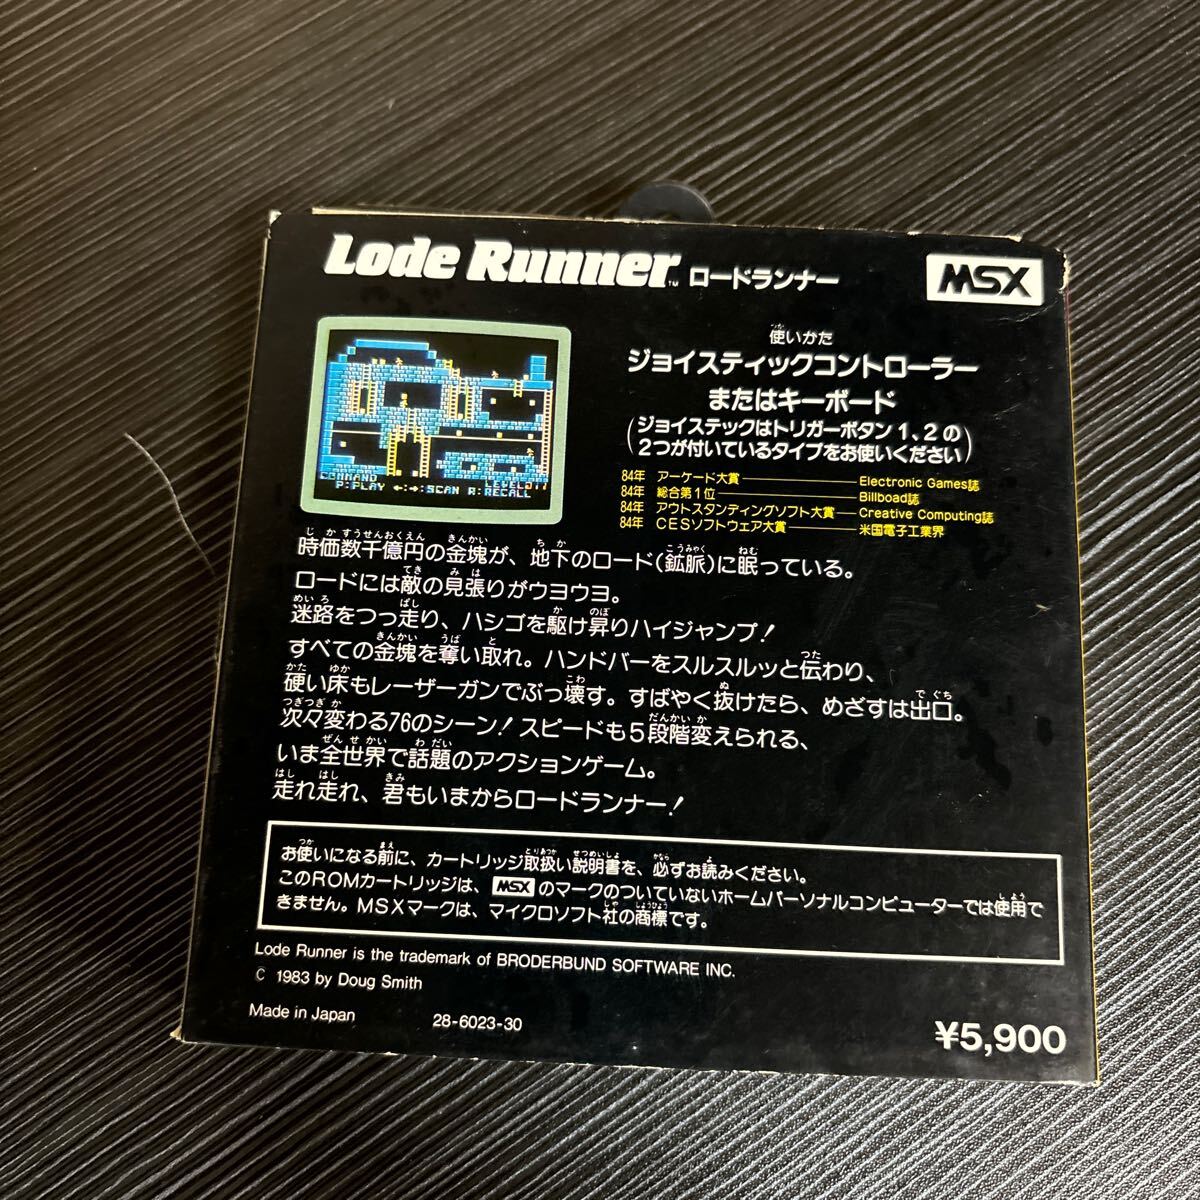 Lode Runner™ ロードランナー
MSX
使いかた
ジョイスティックコントローラー
またはキーボード
(ジョイステックはトリガーボタン1、2の
2つが付いているタイプをお使いください)
84年 アーケード大賞 Electronic Games誌
84年 総合第1位 Billboad誌
84年 アウトスタンディングソフト大賞 Creative Computing誌
84年 CESソフトウェア大賞 米国電子工業界
COMMAND LEVEL
P:PLAY ←:→:SCAN R:RECALL
時価数千億円の金塊が、地下のロード(鉱脈)に眠っている。
ロードには敵の見張りがウヨウヨ。
迷路をつっ走り、ハシゴを駆け昇りハイジャンプ!
すべての金塊を奪い取れ。ハンドバーをスルスルッと伝わり、
硬い床もレーザーガンでぶっ壊す。すばやく抜けたら、めざすは出口。
次々変わる76のシーン!スピードも5段階変えられる、
いま全世界で話題のアクションゲーム。
走れ走れ、君もいまからロードランナー!
お使いになる前に、カートリッジ取扱い説明書を、必ずお読みください。
このROMカートリッジは、MSXのマークのついていないホームパーソナルコンピューターでは使用で
きません。MSXマークは、マイクロソフト社の商標です。
Lode Runner is the trademark of BRODERBUND SOFTWARE INC.
© 1983 by Doug Smith
Made in Japan 28-6023-30
¥5,900